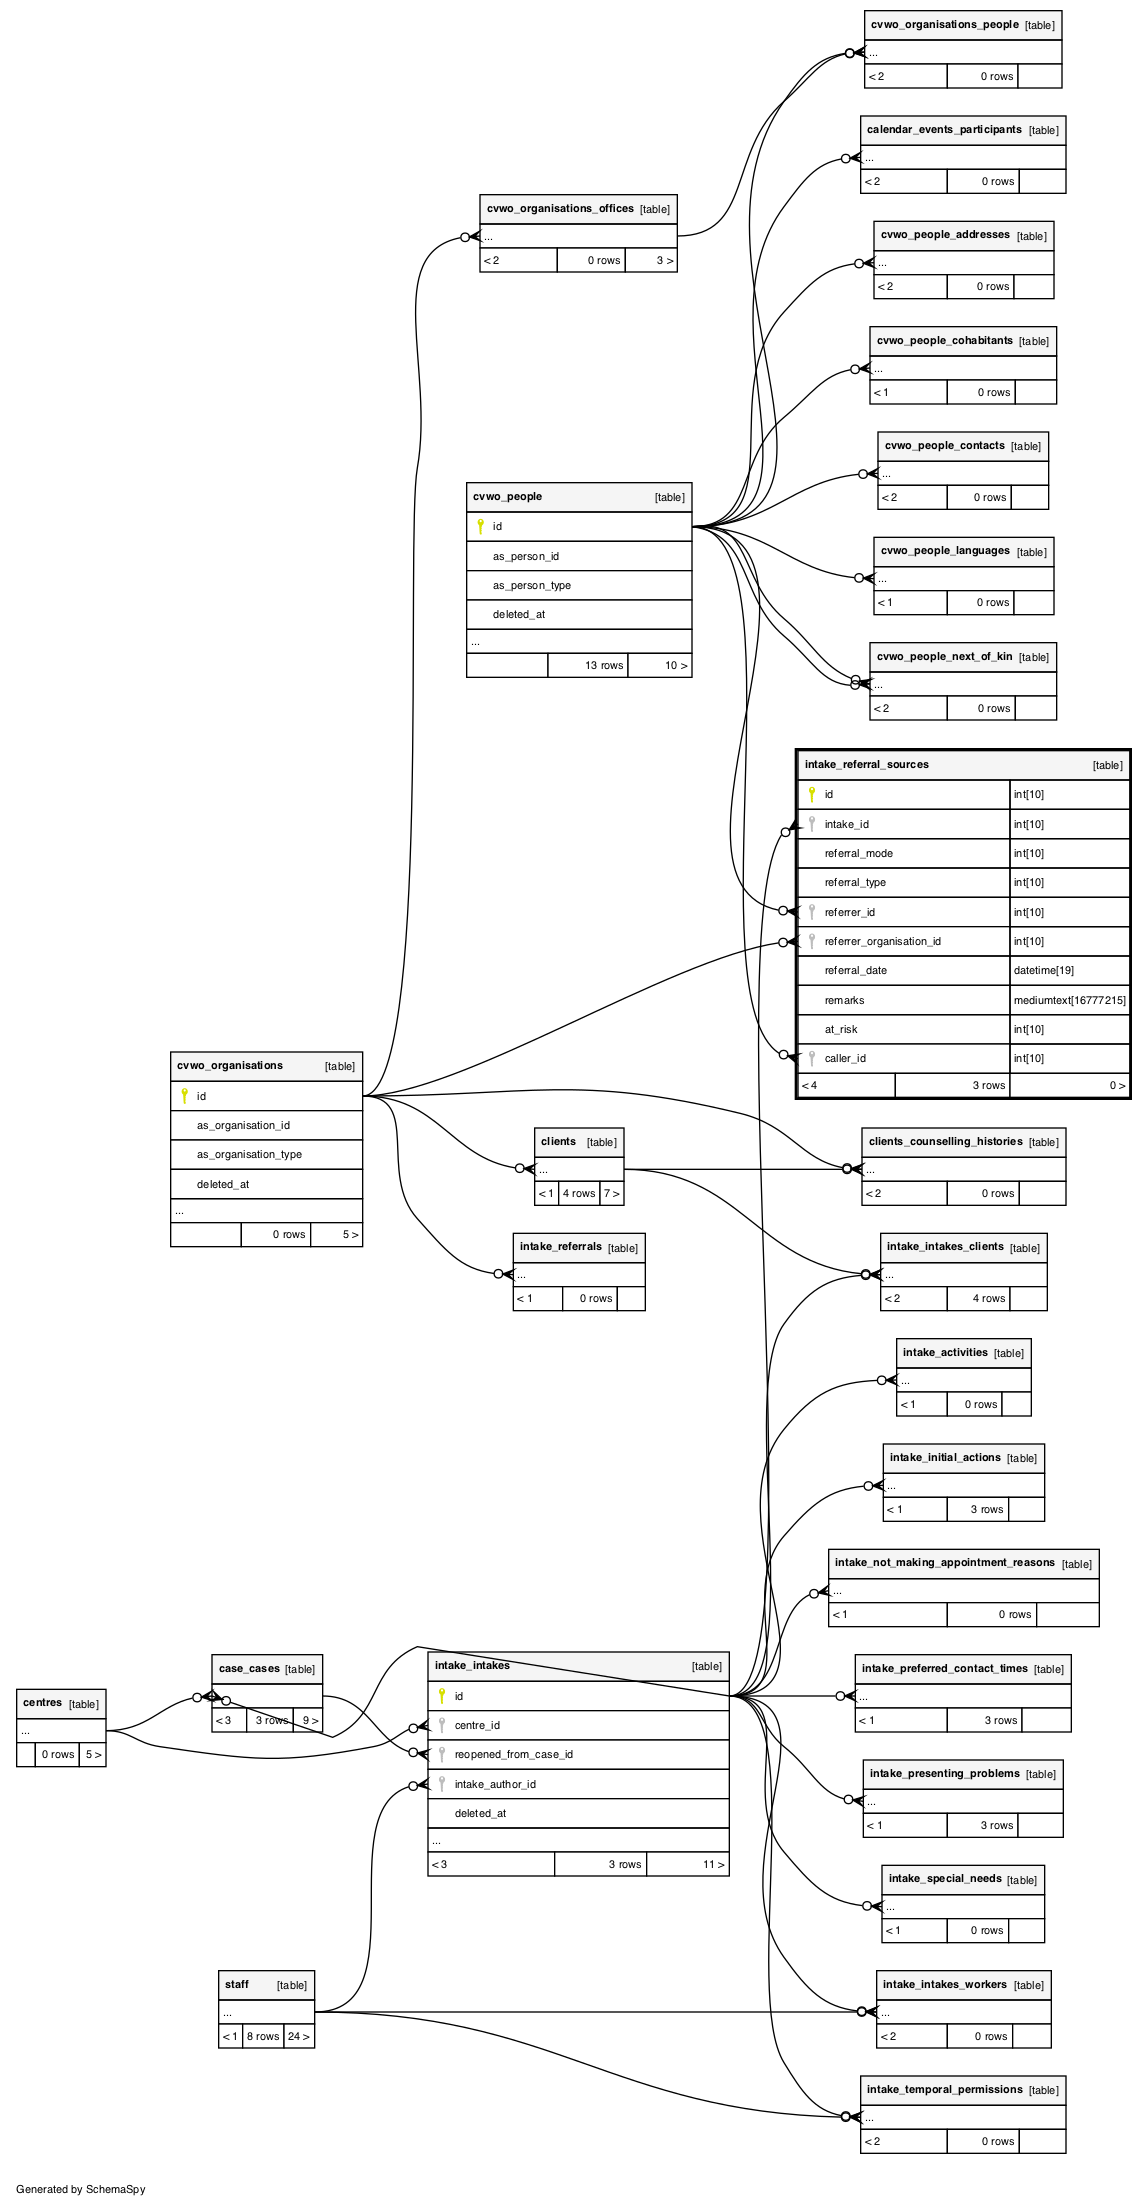 cvwo_organisations_people [table]
...
< 2 0 rows
calendar_events_participants [table]
...
< 2 0 rows
cvwo_organisations_offices [table]
...
< 2 0 rows 3 >
cvwo_people_addresses [table]
...
< 2 0 rows
cvwo_people_cohabitants [table]
...
< 1 0 rows
cvwo_people_contacts [table]
...
< 2 0 rows
cvwo_people [table]
id
as_person_id
as_person_type
deleted_at
...
13 rows 10 >
cvwo_people_languages [table]
...
< 1 0 rows
cvwo_people_next_of_kin [table]
...
< 2 0 rows
intake_referral_sources [table]
id int[10]
intake_id int[10]
referral_mode int[10]
referral_type int[10]
referrer_id int[10]
referrer_organisation_id int[10]
referral_date datetime[19]
remarks mediumtext[16777215]
at_risk int[10]
caller_id int[10]
< 4 3 rows 0 >
cvwo_organisations [table]
id
as_organisation_id
as_organisation_type
deleted_at
...
0 rows 5 >
clients [table]
...
< 1 4 rows 7 >
clients_counselling_histories [table]
...
< 2 0 rows
intake_referrals [table]
...
< 1 0 rows
intake_intakes_clients [table]
...
< 2 4 rows
intake_activities [table]
...
< 1 0 rows
intake_initial_actions [table]
...
< 1 3 rows
intake_not_making_appointment_reasons [table]
...
< 1 0 rows
case_cases [table]
< 3 3 rows 9 >
centres [table]
...
0 rows 5 >
intake_intakes [table]
id
centre_id
reopened_from_case_id
intake_author_id
deleted_at
...
< 3 3 rows 11 >
intake_preferred_contact_times [table]
...
< 1 3 rows
intake_presenting_problems [table]
...
< 1 3 rows
intake_special_needs [table]
...
< 1 0 rows
staff [table]
...
< 1 8 rows 24 >
intake_intakes_workers [table]
...
< 2 0 rows
intake_temporal_permissions [table]
...
< 2 0 rows
Generated by SchemaSpy